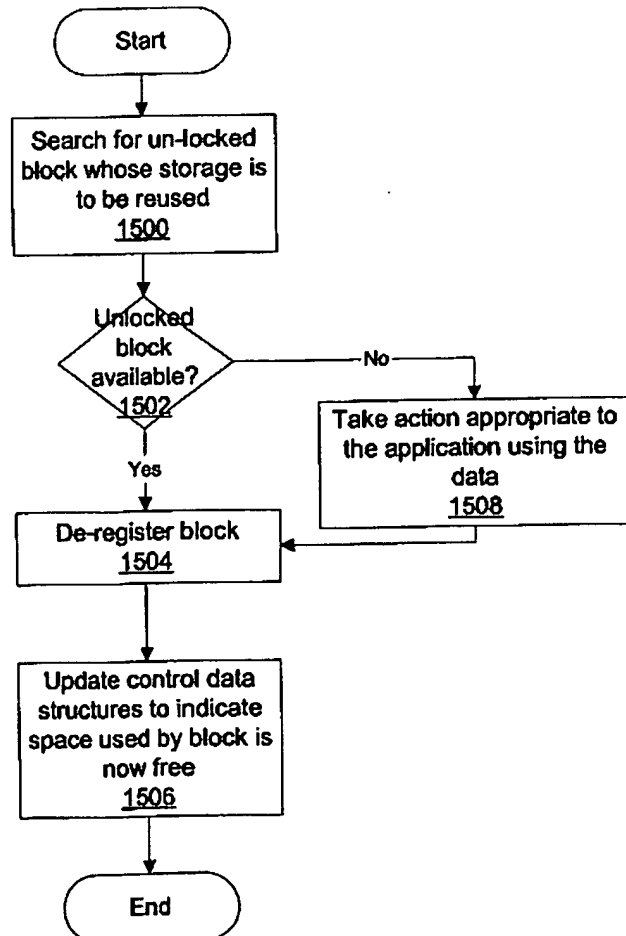 Start
Search for un-locked
block whose storage is
to be reused
1500
Unlocked
block
available?
1502
No
Take action appropriate to
the application using the
data
1508
Yes
De-register block
1504
Update control data
structures to indicate
space used by block is
now free
1506
End